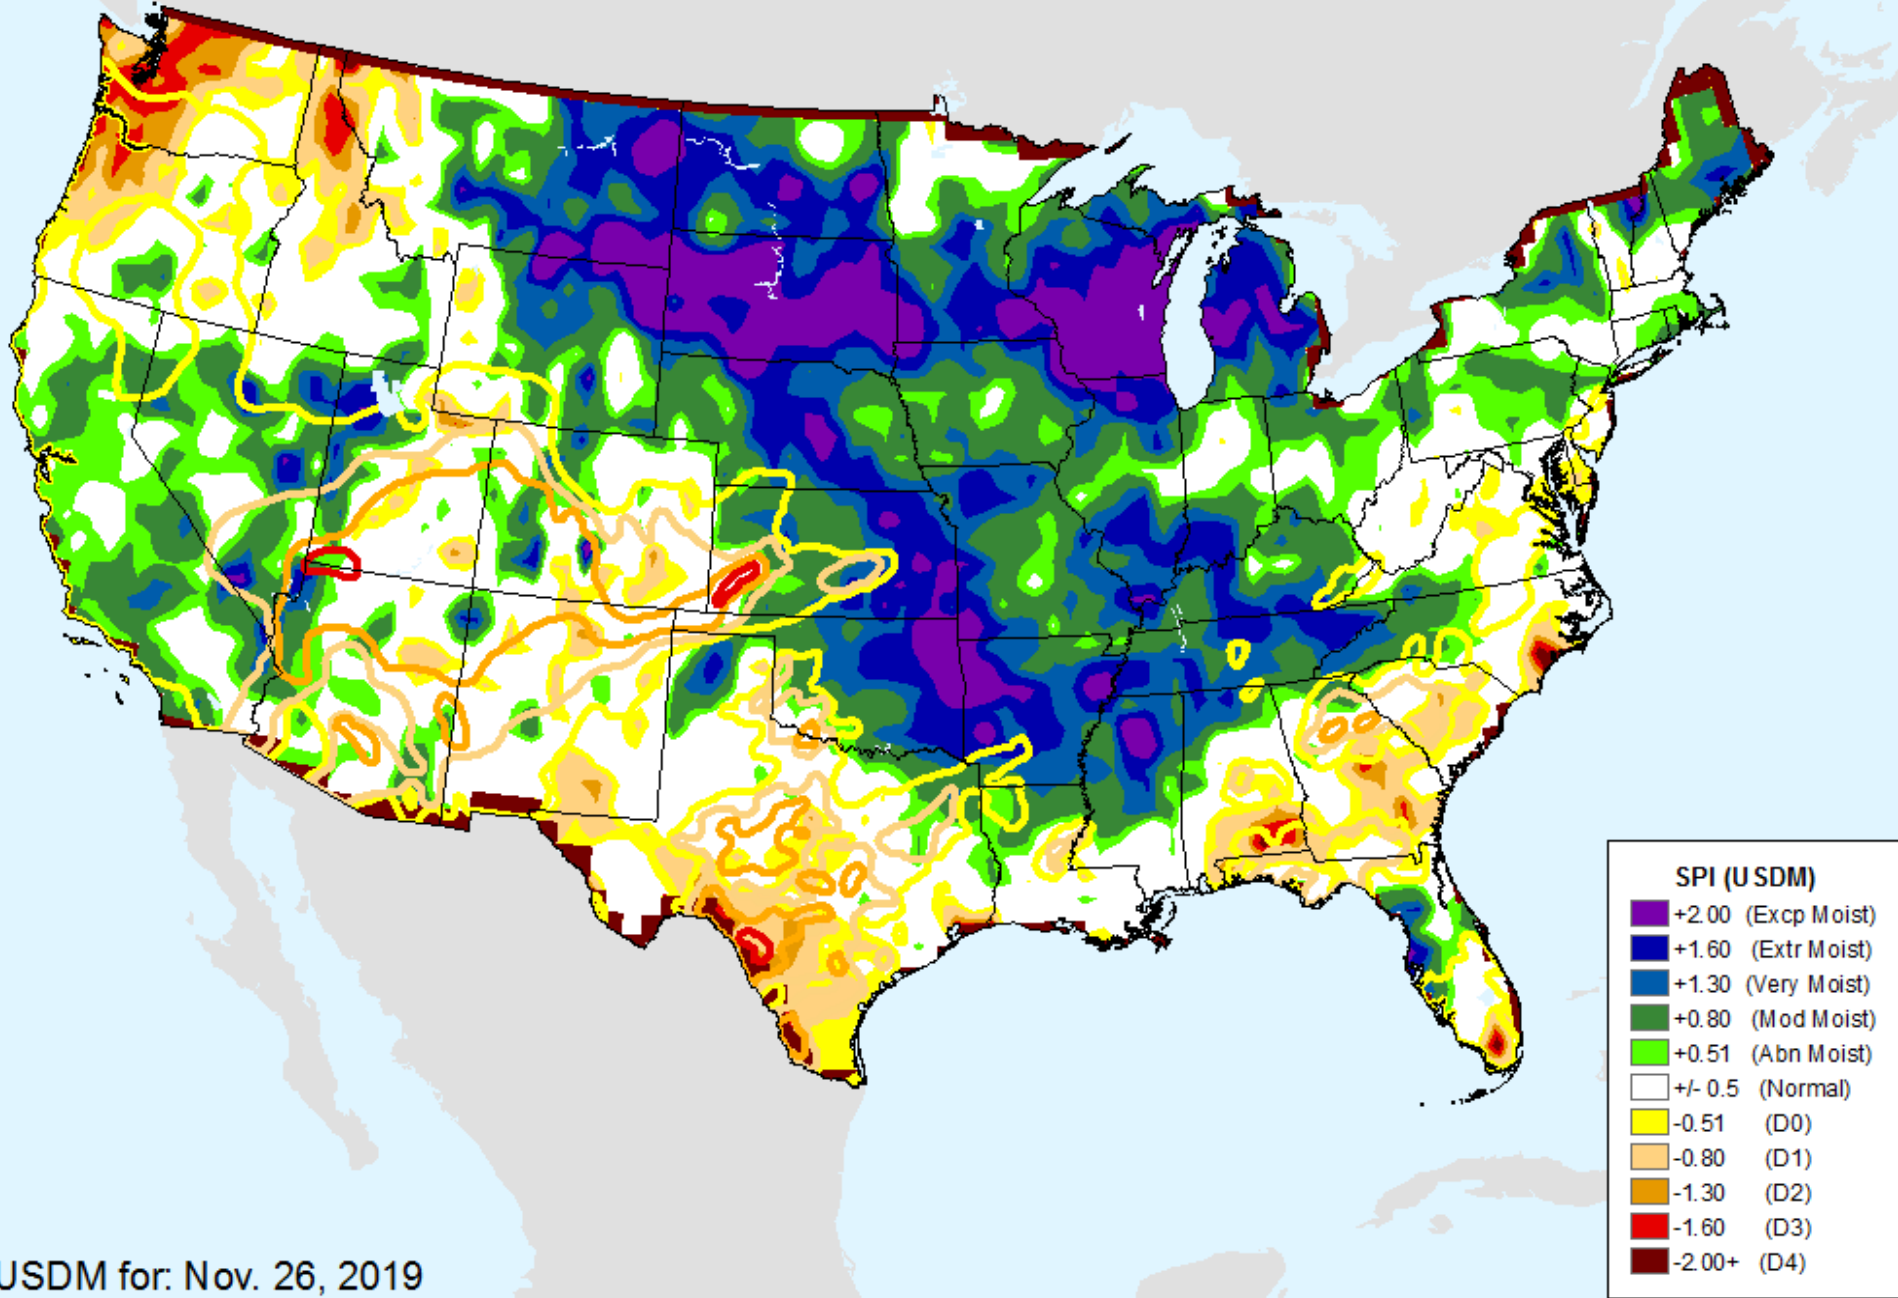 SPI (USDM)
+2.00 (Excp Moist)
+1.60 (Extr Moist)
+1.30 (Very Moist)
+0.80 (Mod Moist)
+0.51 (Abn Moist)
+/- 0.5 (Normal)
-0.51 (D0)
-0.80 (D1)
-1.30 (D2)
-1.60 (D3)
-2.00+ (D4)
USDM for: Nov. 26, 2019